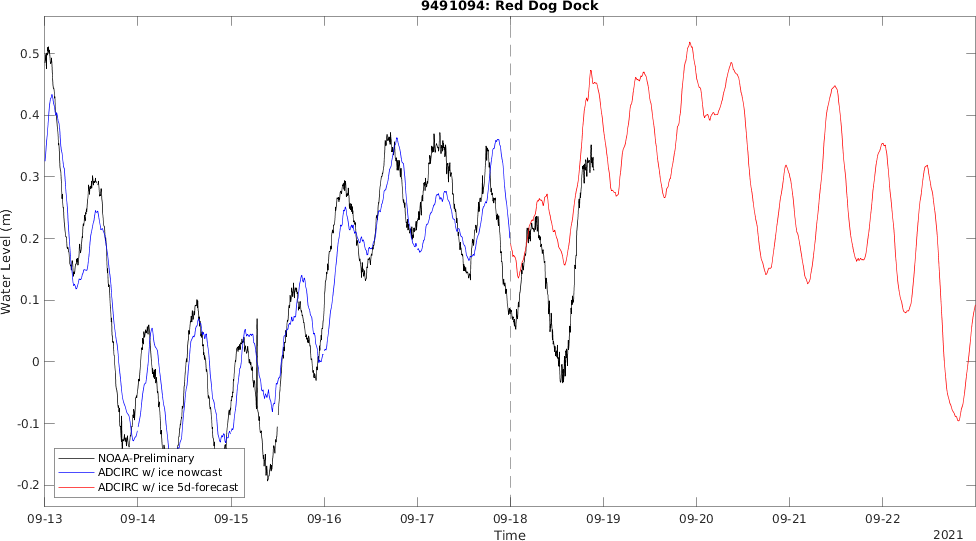 9491094: Red Dog Dock
Water Level (m)
0.5
0.4
0.3
0.2
0.1
0
-0.1
-0.2
NOAA-Preliminary
ADCIRC w/ ice nowcast
ADCIRC w/ ice 5d-forecast
09-13 09-14 09-15 09-16 09-17 09-18 09-19 09-20 09-21 09-22
Time
2021